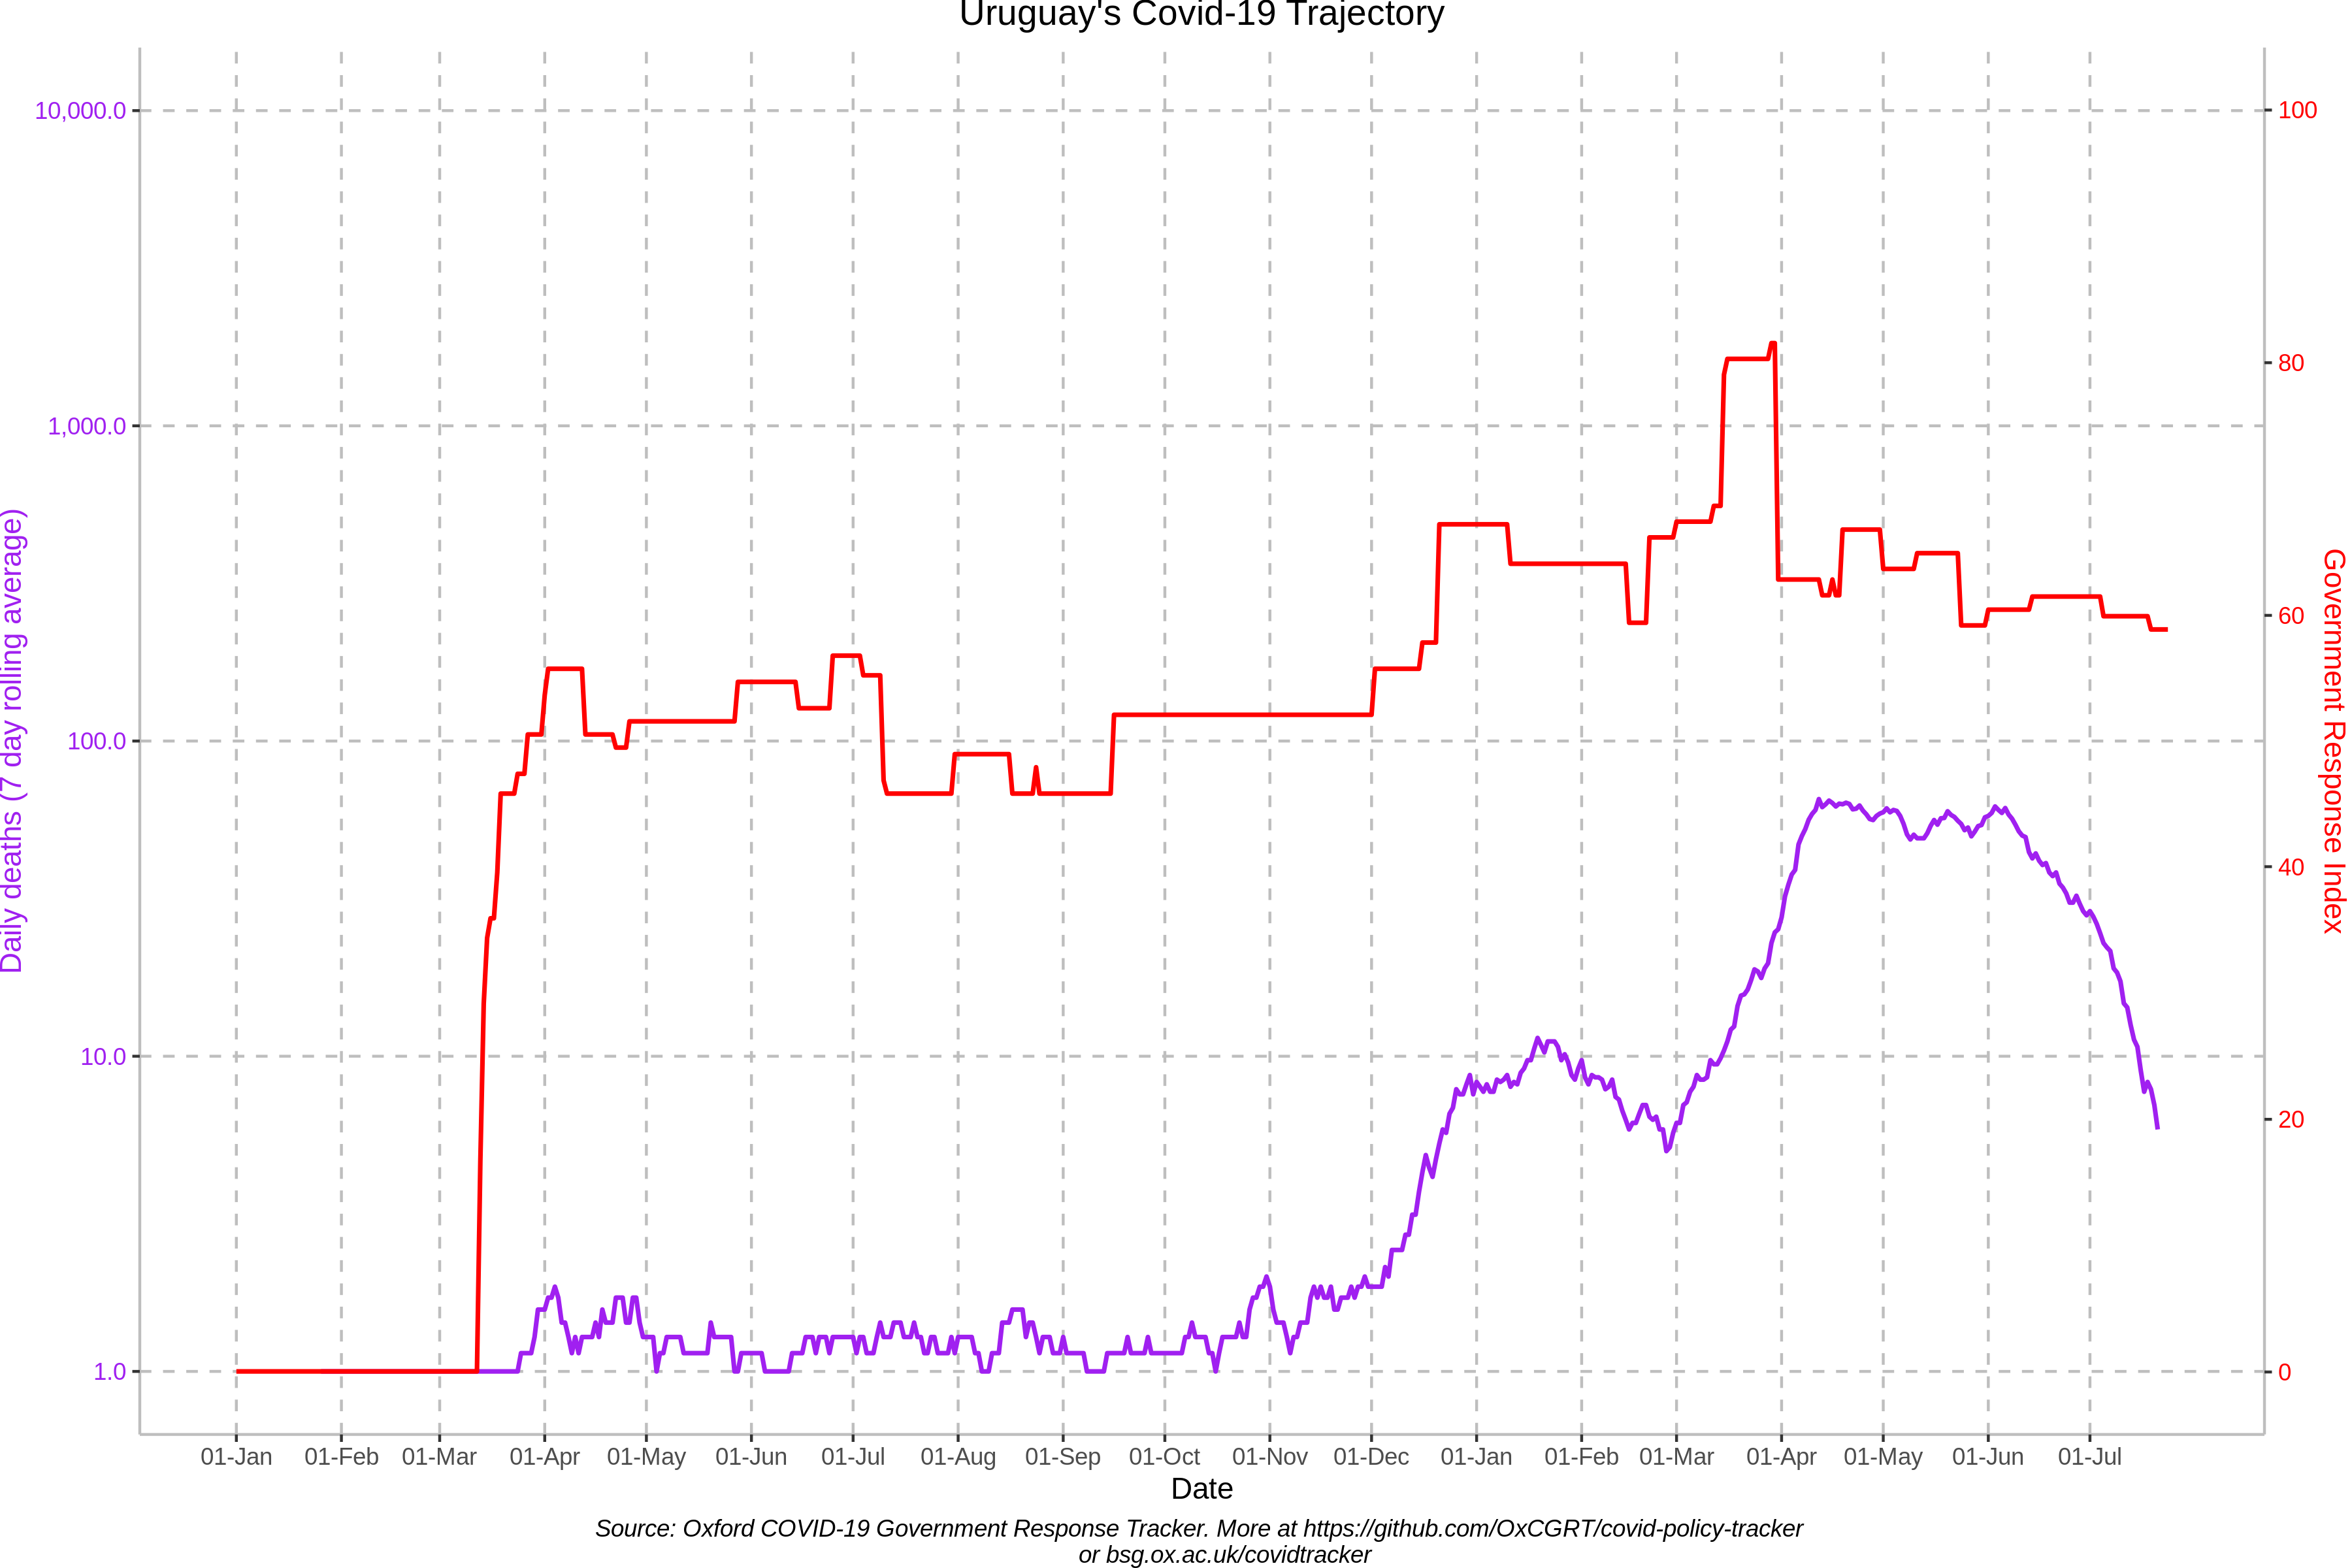 Uruguay's Covid-19 Trajectory
10,000.0
1,000.0
100.0
10.0
1.0
Daily deaths (7 day rolling average)
100
80
60
40
20
0
Government Response Index
01-Jan 01-Feb 01-Mar 01-Apr 01-May 01-Jun 01-Jul 01-Aug 01-Sep 01-Oct 01-Nov 01-Dec 01-Jan 01-Feb 01-Mar 01-Apr 01-May 01-Jun 01-Jul
Date
Source: Oxford COVID-19 Government Response Tracker. More at https://github.com/OxCGRT/covid-policy-tracker
or bsg.ox.ac.uk/covidtracker